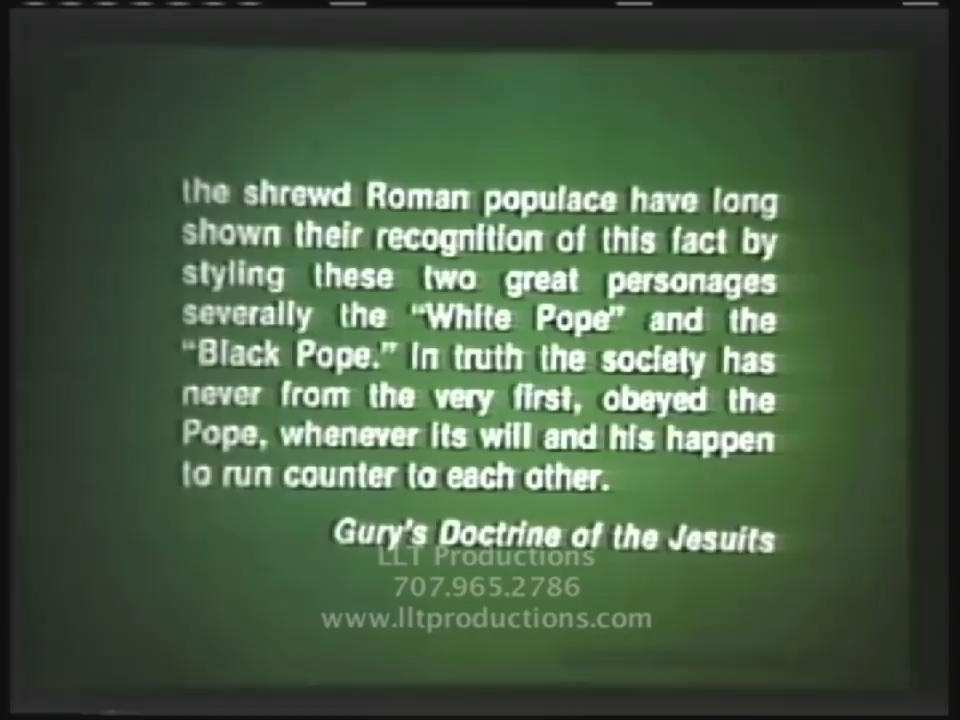 the shrewd Roman populace have long
shown their recognition of this fact by
styling these two great personages
severally the “White Pope” and the
“Black Pope.” In truth the society has
never from the very first, obeyed the
Pope, whenever its will and his happen
to run counter to each other.
Gury’s Doctrine of the Jesuits
LLT Productions
707.965.2786
www.lltproductions.com